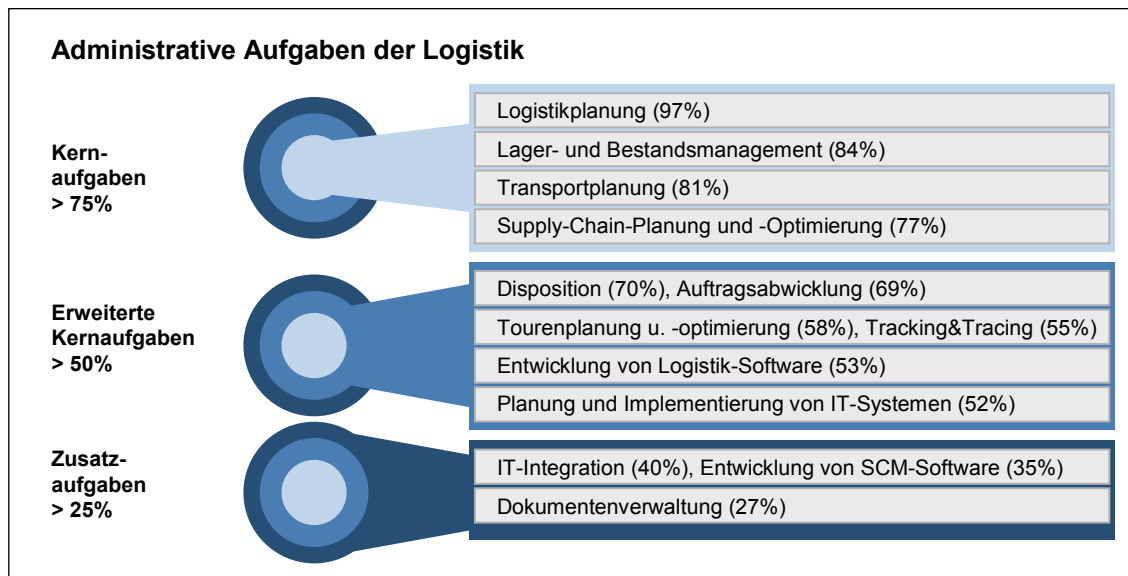 Administrative Aufgaben der Logistik
Kern-
aufgaben
> 75%
Logistikplanung (97%)
Lager- und Bestandsmanagement (84%)
Transportplanung (81%)
Supply-Chain-Planung und -Optimierung (77%)
Erweiterte
Kernaufgaben
> 50%
Disposition (70%), Auftragsabwicklung (69%)
Tourenplanung u. -optimierung (58%), Tracking&Tracing (55%)
Entwicklung von Logistik-Software (53%)
Planung und Implementierung von IT-Systemen (52%)
Zusatz-
aufgaben
> 25%
IT-Integration (40%), Entwicklung von SCM-Software (35%)
Dokumentenverwaltung (27%)